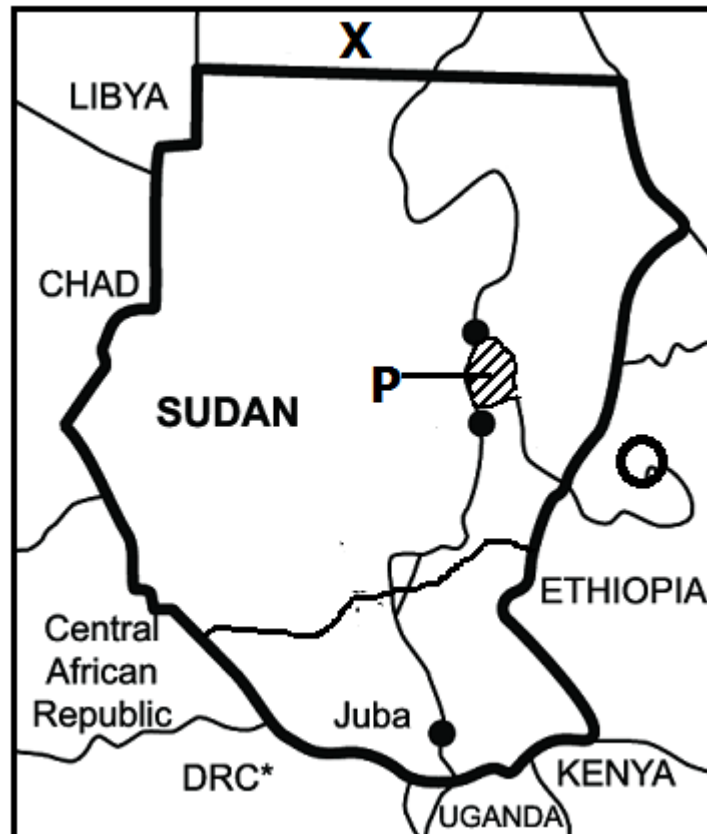 X
LIBYA
CHAD
P
SUDAN
ETHIOPIA
Central
African
Republic
Juba
DRC*
KENYA
UGANDA